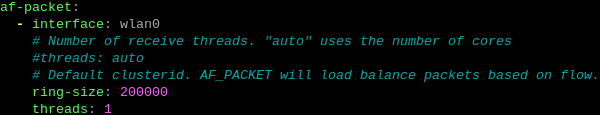 af-packet:
  - interface: wlan0
    # Number of receive threads. "auto" uses the number of cores
    #threads: auto
    # Default clusterid. AF_PACKET will load balance packets based on flow.
    ring-size: 200000
    threads: 1